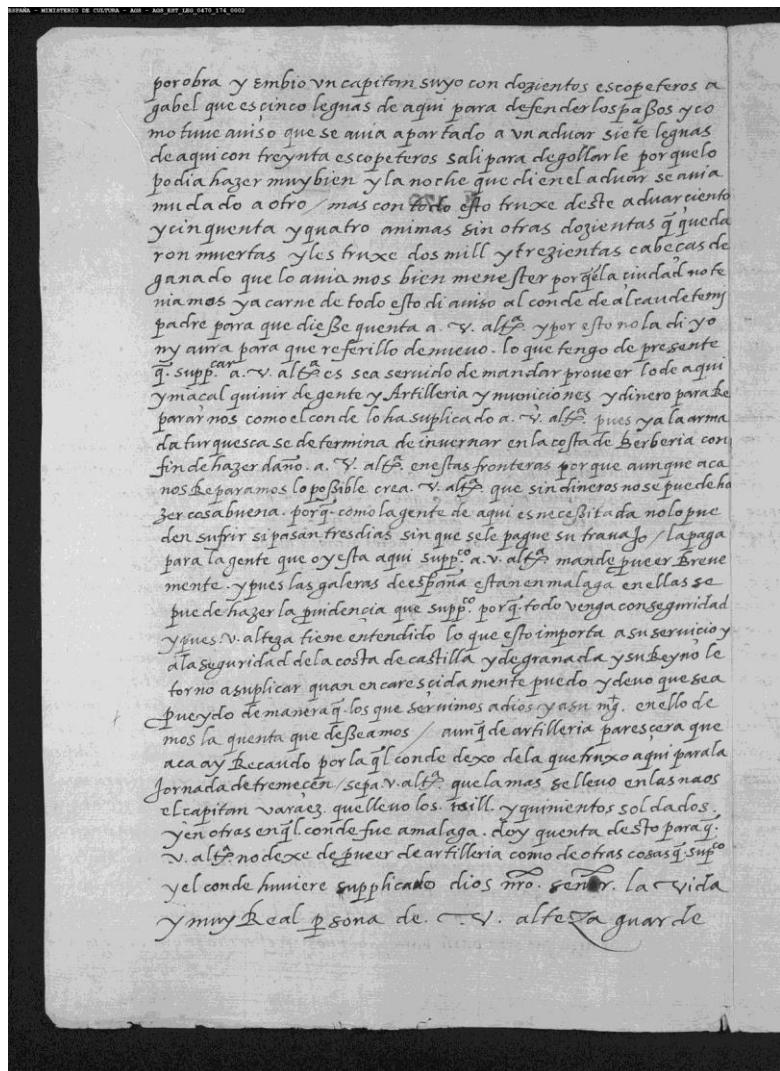 ESPAÑA - MINISTERIO DE CULTURA - AGS - AGS_EST_LEG_0470_174_0002
por obra y embio vn capitan suyo con dozientos escopeteros a
gabel que es cinco leguas de aqui para defender los paßos y co
mo tuue auiso que se auia apartado a vn aduar siete leguas
de aqui con treynta escopeteros sali para degollarle porque lo
podia hazer muy bien y la noche que di en el aduar se auia
mudado a otro / mas con todo esto truxe deste aduar ciento
y cinquenta y quatro animas sin otras dozientas q̃ queda
ron muertas y les truxe dos mill y trezientas cabeças de
ganado que lo auiamos bien menester porq̃ en la ciudad no te
niamos ya carne de todo esto di auiso al conde de alcaudete mi
padre para que dieße quenta a. V. altª. y por esto no la di yo
ny aura para que referillo de nueuo. lo que tengo de presente
q̃. suppcar a. V. altª es sea seruido de mandar proueer lo de aqui
y maçalquiuir de gente y Artilleria y municiones y dinero para Re
pararnos como el conde lo ha suplicado a. V. altª. pues ya la arma
da turquesca se determina de inuernar en la costa de Berberia con
fin de hazer daño. a. V. altª. en estas fronteras porque aunque aca
nos Reparamos lo poßible crea. V. altª. que sin dineros no se puede ha
zer cosa buena. porq̃. como la gente de aqui es neceßitada no lo pue
den sufrir si pasan tres dias sin que se le pague su trauajo / la paga
para la gente que oy esta aqui suppco a. v. altª mande p̃ueer Breue
mente. y pues las galeras de españa estan en malaga en ellas se
puede hazer la p̃uidencia que suppco. porq̃. todo venga con seguridad
y pues. v. alteza tiene entendido lo que esto importa a su seruicio y
a la seguridad de la costa de castilla y de granada y su Reyno le
torno a suplicar quan encarescidamente puedo y deuo que sea
p̃ueydo de manera q̃. los que seruimos a dios y a su mgt. en ello de
mos la quenta que deßeamos / aunq̃ de artilleria parescera que
aca ay Recaudo por la q̃l conde dexo de la que truxo aqui para la
Jornada de tremecen / sepa. v. altª. que la mas se lleuo en las naos
el capitan varaez. que lleuo los. mill. y quinientos soldados.
y en otras en q̃l. conde fue a malaga. doy quenta desto para q̃.
v. altª. no dexe de p̃ueer de artilleria como de otras cosas q̃. suppco
y el conde huuiere supplicado dios nro. señor. la vida
y muy Real p̃sona de. V. alteza guarde